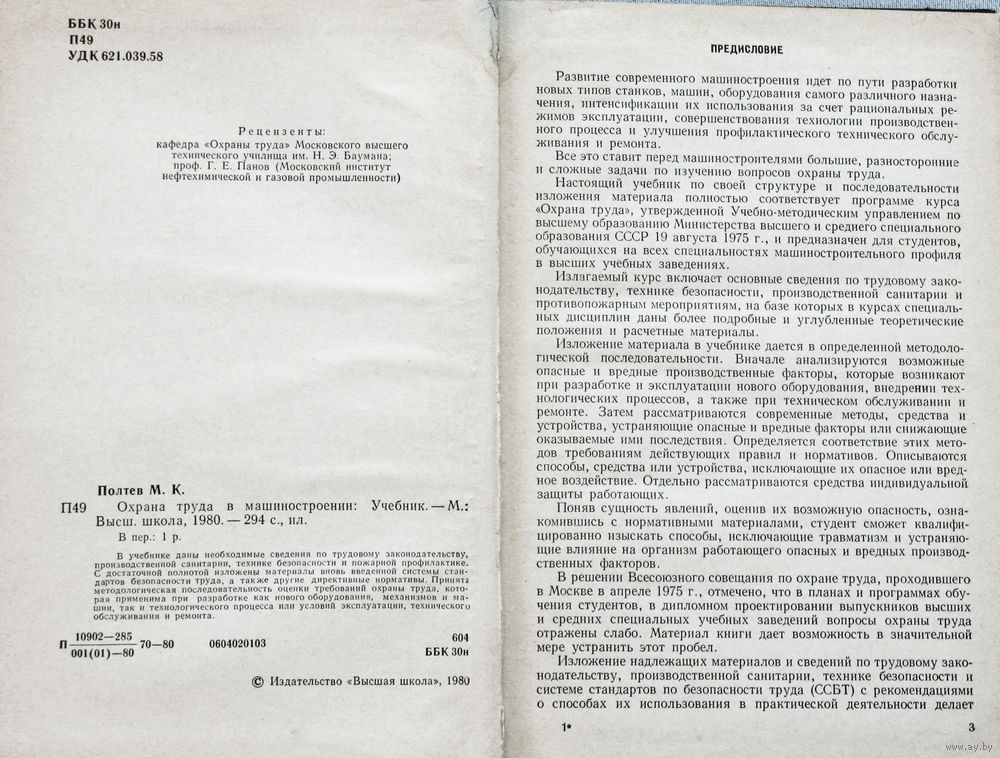 ББК 30н
П49
УДК 621.039.58
Рецензенты:
кафедра «Охраны труда» Московского высшего
технического училища им. Н. Э. Баумана;
проф. Г. Е. Панов (Московский институт
нефтехимической и газовой промышленности)
Полтев М. К.
П49 Охрана труда в машиностроении: Учебник. — М.:
Высш. школа, 1980. — 294 с., ил.
В пер.: 1 р.
В учебнике даны необходимые сведения по трудовому законодательству,
производственной санитарии, технике безопасности и пожарной профилактике.
С достаточной полнотой изложены материалы вновь введенной системы стан-
дартов безопасности труда, а также другие директивные нормативы. Принята
методологическая последовательность оценки требований охраны труда, кото-
рая применима при разработке как нового оборудования, механизмов и ма-
шин, так и технологического процесса или условий эксплуатации, технического
обслуживания и ремонта.
П 10902—285
001(01)—80 70—80 0604020103 604
ББК 30н
© Издательство «Высшая школа», 1980
ПРЕДИСЛОВИЕ
Развитие современного машиностроения идет по пути разработки
новых типов станков, машин, оборудования самого различного назна-
чения, интенсификации их использования за счет рациональных ре-
жимов эксплуатации, совершенствования технологии производствен-
ного процесса и улучшения профилактического технического обслу-
живания и ремонта.
Все это ставит перед машиностроителями большие, разносторонние
и сложные задачи по изучению вопросов охраны труда.
Настоящий учебник по своей структуре и последовательности
изложения материала полностью соответствует программе курса
«Охрана труда», утвержденной Учебно-методическим управлением по
высшему образованию Министерства высшего и среднего специального
образования СССР 19 августа 1975 г., и предназначен для студентов,
обучающихся на всех специальностях машиностроительного профиля
в высших учебных заведениях.
Излагаемый курс включает основные сведения по трудовому зако-
нодательству, технике безопасности, производственной санитарии и
противопожарным мероприятиям, на базе которых в курсах специаль-
ных дисциплин даны более подробные и углубленные теоретические
положения и расчетные материалы.
Изложение материала в учебнике дается в определенной методоло-
гической последовательности. Вначале анализируются возможные
опасные и вредные производственные факторы, которые возникают
при разработке и эксплуатации нового оборудования, внедрении тех-
нологических процессов, а также при техническом обслуживании и
ремонте. Затем рассматриваются современные методы, средства и
устройства, устраняющие опасные и вредные факторы или снижающие
оказываемые ими последствия. Определяется соответствие этих мето-
дов требованиям действующих правил и нормативов. Описываются
способы, средства или устройства, исключающие их опасное или вред-
ное воздействие. Отдельно рассматриваются средства индивидуальной
защиты работающих.
Поняв сущность явлений, оценив их возможную опасность, озна-
комившись с нормативными материалами, студент сможет квалифи-
цированно изыскать способы, исключающие травматизм и устраняю-
щие влияние на организм работающего опасных и вредных производ-
ственных факторов.
В решении Всесоюзного совещания по охране труда, проходившего
в Москве в апреле 1975 г., отмечено, что в планах и программах обу-
чения студентов, в дипломном проектировании выпускников высших
и средних специальных учебных заведений вопросы охраны труда
отражены слабо. Материал книги дает возможность в значительной
мере устранить этот пробел.
Изложение надлежащих материалов и сведений по трудовому зако-
нодательству, производственной санитарии, технике безопасности и
системе стандартов по безопасности труда (ССБТ) с рекомендациями
о способах их использования в практической деятельности делает
1* 3
www.ay.by